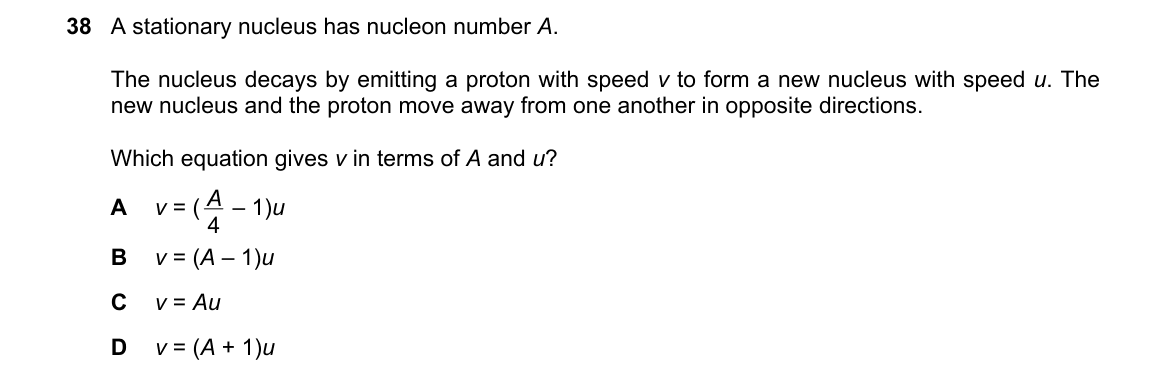 38 A stationary nucleus has nucleon number A.
The nucleus decays by emitting a proton with speed v to form a new nucleus with speed u. The
new nucleus and the proton move away from one another in opposite directions.
Which equation gives v in terms of A and u?
A v = (A/4 – 1)u
B v = (A – 1)u
C v = Au
D v = (A + 1)u